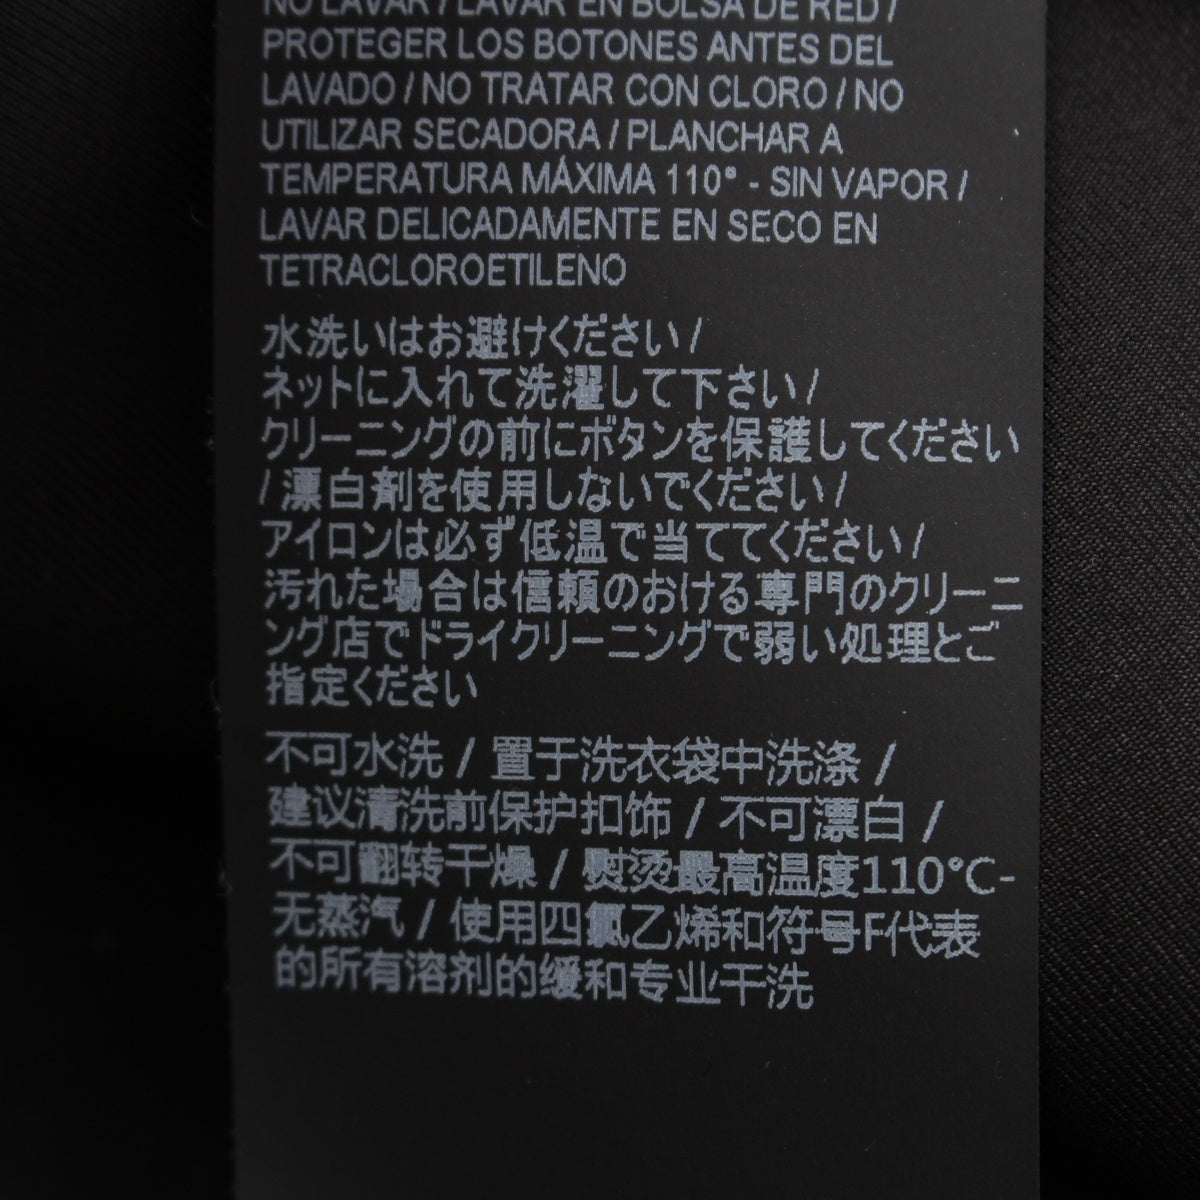 NO LAVAR / LAVAR EN BOLSA DE RED /
PROTEGER LOS BOTONES ANTES DEL
LAVADO / NO TRATAR CON CLORO / NO
UTILIZAR SECADORA / PLANCHAR A
TEMPERATURA MÁXIMA 110° - SIN VAPOR /
LAVAR DELICADAMENTE EN SECO EN
TETRACLOROETILENO
水洗いはお避けください/
ネットに入れて洗濯して下さい/
クリーニングの前にボタンを保護してください
/漂白剤を使用しないでください/
アイロンは必ず低温で当ててください/
汚れた場合は信頼のおける専門のクリーニ
ング店でドライクリーニングで弱い処理とご
指定ください
不可水洗 / 置于洗衣袋中洗涤 /
建议清洗前保护扣饰 / 不可漂白 /
不可翻转干燥 / 熨烫最高温度110°C-
无蒸汽 / 使用四氯乙烯和符号F代表
的所有溶剂的缓和专业干洗